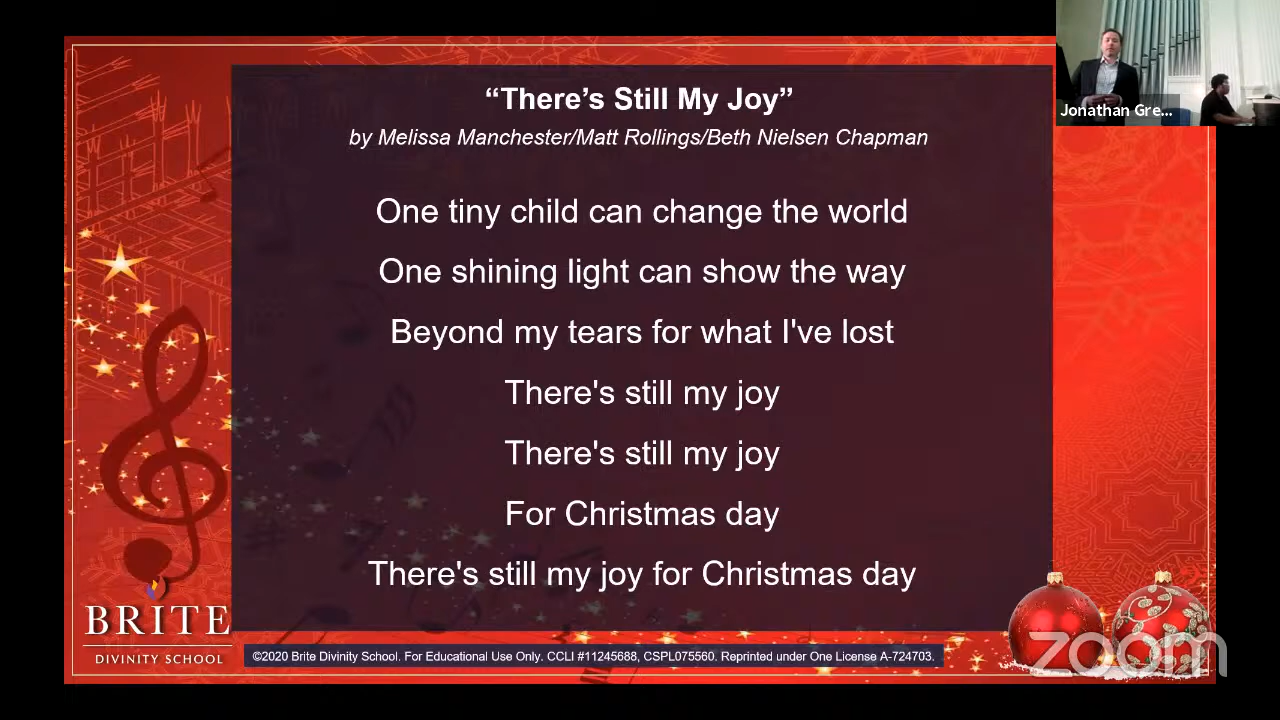 “There’s Still My Joy”
by Melissa Manchester/Matt Rollings/Beth Nielsen Chapman
One tiny child can change the world
One shining light can show the way
Beyond my tears for what I've lost
There's still my joy
There's still my joy
For Christmas day
There's still my joy for Christmas day
BRITE
DIVINITY SCHOOL
©2020 Brite Divinity School. For Educational Use Only. CCLI #11245688, CSPL075560. Reprinted under One License A-724703.
Jonathan Gre...
zoom